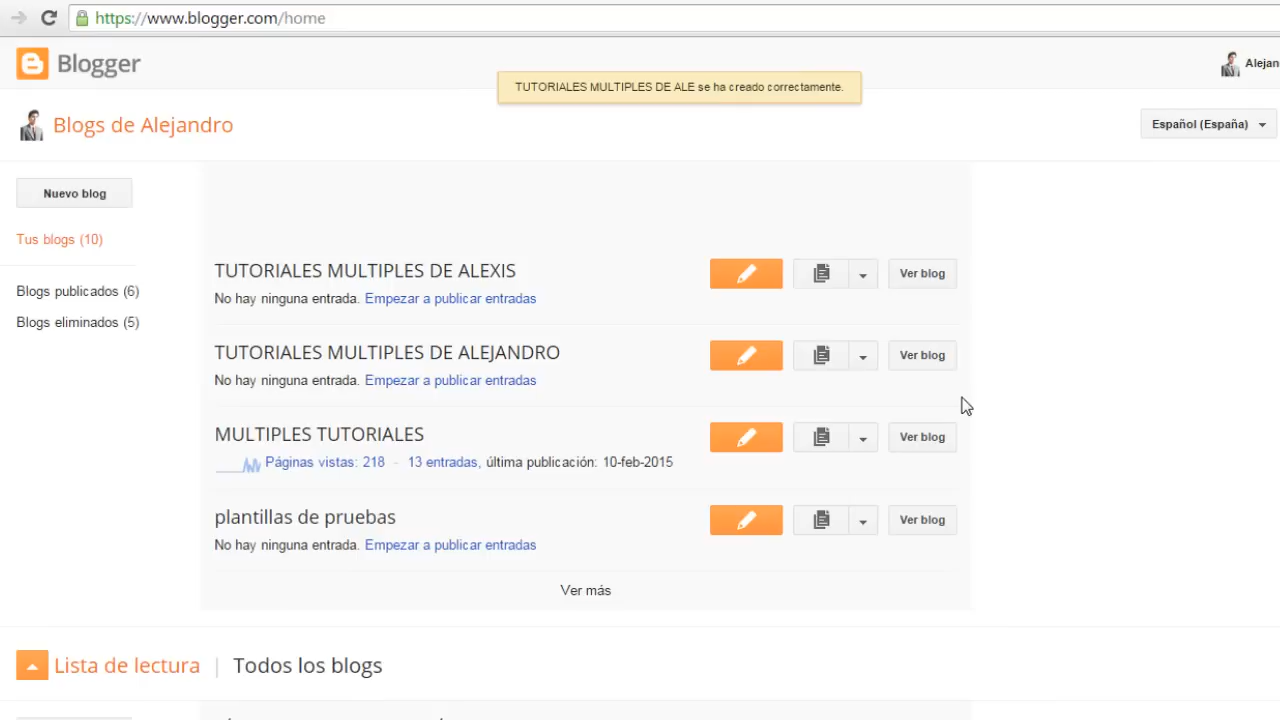 https://www.blogger.com/home
Blogger
TUTORIALES MULTIPLES DE ALE se ha creado correctamente.
Alejan
Blogs de Alejandro
Español (España)
Nuevo blog
Tus blogs (10)
Blogs publicados (6)
Blogs eliminados (5)
TUTORIALES MULTIPLES DE ALEXIS
No hay ninguna entrada. Empezar a publicar entradas
Ver blog
TUTORIALES MULTIPLES DE ALEJANDRO
No hay ninguna entrada. Empezar a publicar entradas
Ver blog
MULTIPLES TUTORIALES
Páginas vistas: 218 - 13 entradas, última publicación: 10-feb-2015
Ver blog
plantillas de pruebas
No hay ninguna entrada. Empezar a publicar entradas
Ver blog
Ver más
Lista de lectura | Todos los blogs